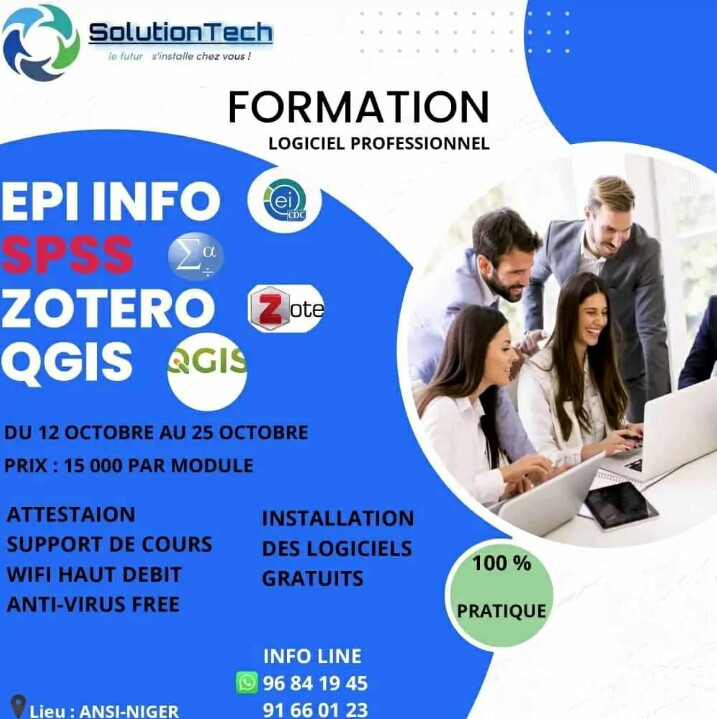 SolutionTech
le futur s'installe chez vous !
FORMATION
LOGICIEL PROFESSIONNEL
EPI INFO
ei
CDC
SPSS
Σ α ÷
ZOTERO
Zote
QGIS
QGIS
DU 12 OCTOBRE AU 25 OCTOBRE
PRIX : 15 000 PAR MODULE
ATTESTAION
SUPPORT DE COURS
WIFI HAUT DEBIT
ANTI-VIRUS FREE
INSTALLATION
DES LOGICIELS
GRATUITS
100 %
PRATIQUE
INFO LINE
96 84 19 45
91 66 01 23
Lieu : ANSI-NIGER